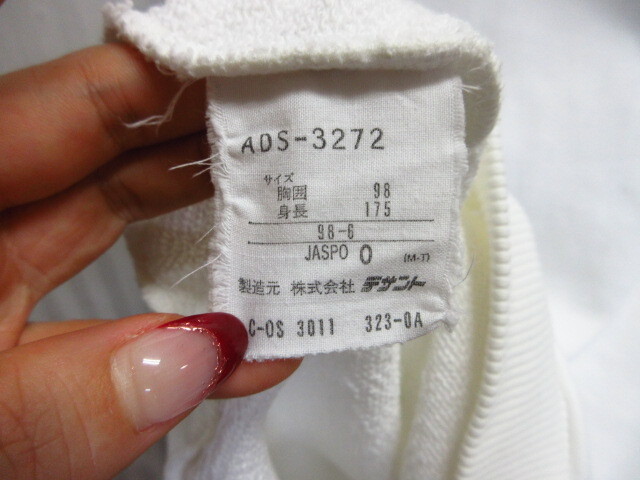 ADS-3272
サイズ
胸囲 98
身長 175
98-6
JASPO O (M-T)
製造元 株式会社 デサント
C-OS 3011 323-0A